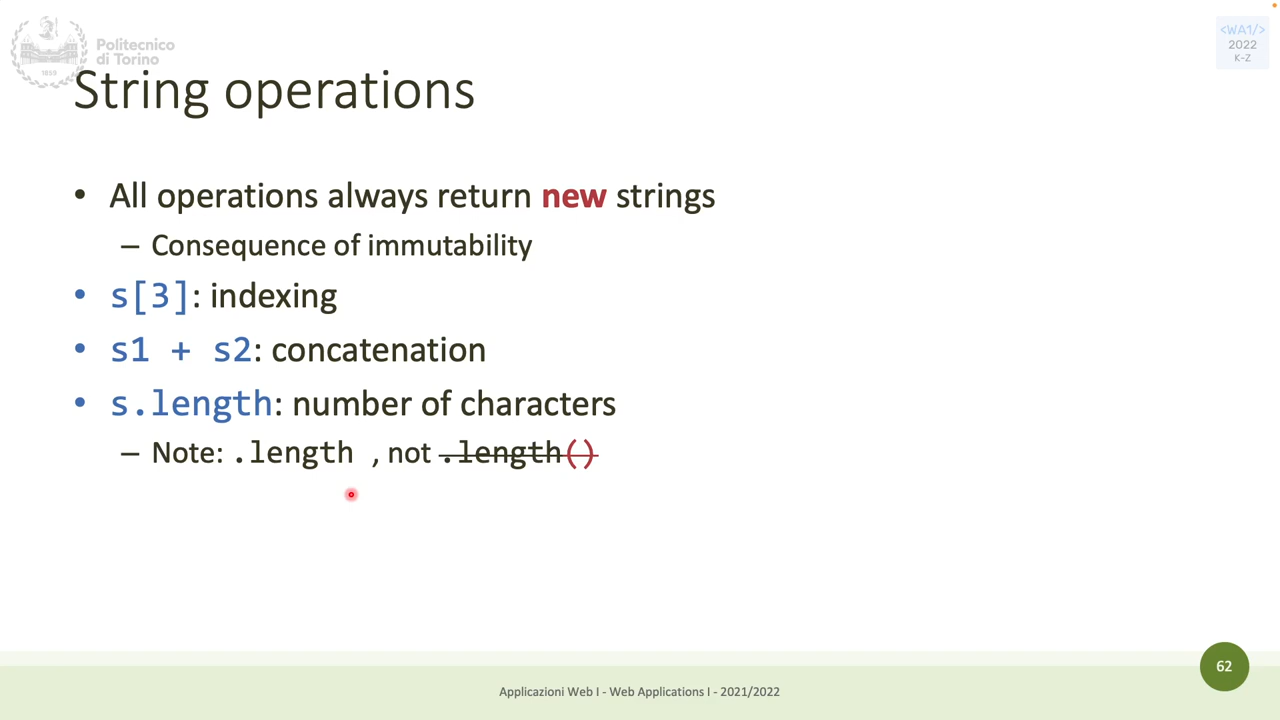 Politecnico
di Torino
1859
<WA1/>
2022
K-Z
String operations
• All operations always return new strings
– Consequence of immutability
• s[3]: indexing
• s1 + s2: concatenation
• s.length: number of characters
– Note: .length , not .length()
62
Applicazioni Web I - Web Applications I - 2021/2022